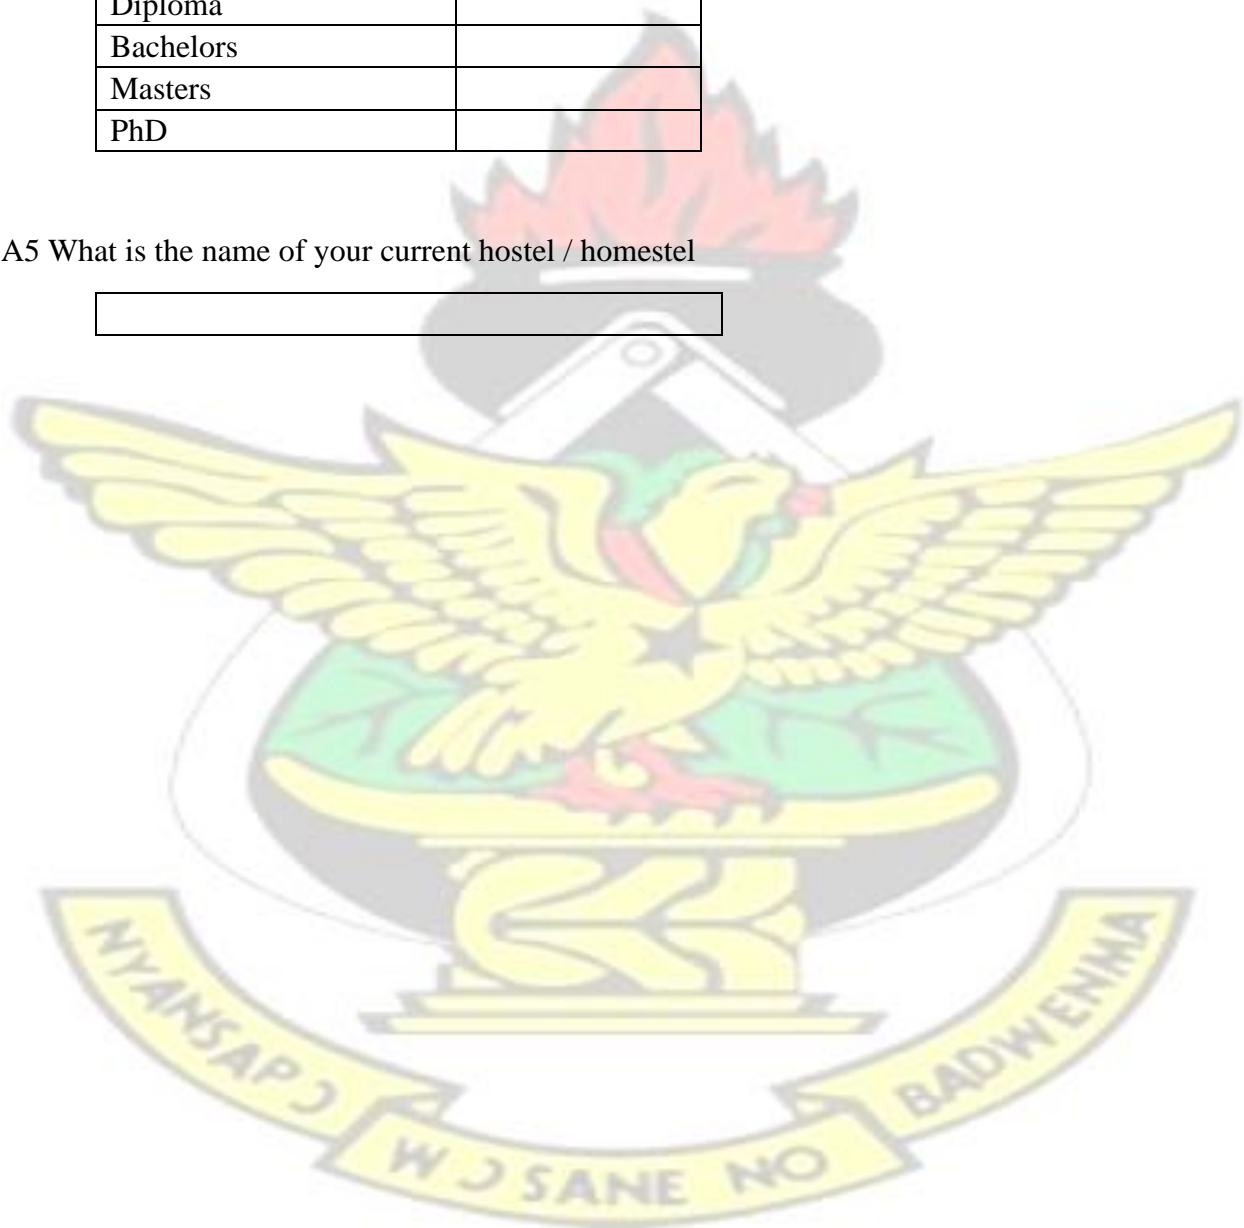 Diploma
Bachelors
Masters
PhD
A5 What is the name of your current hostel / homestel
NYANSAPƆ
WƆSANE NO
BADWENMA